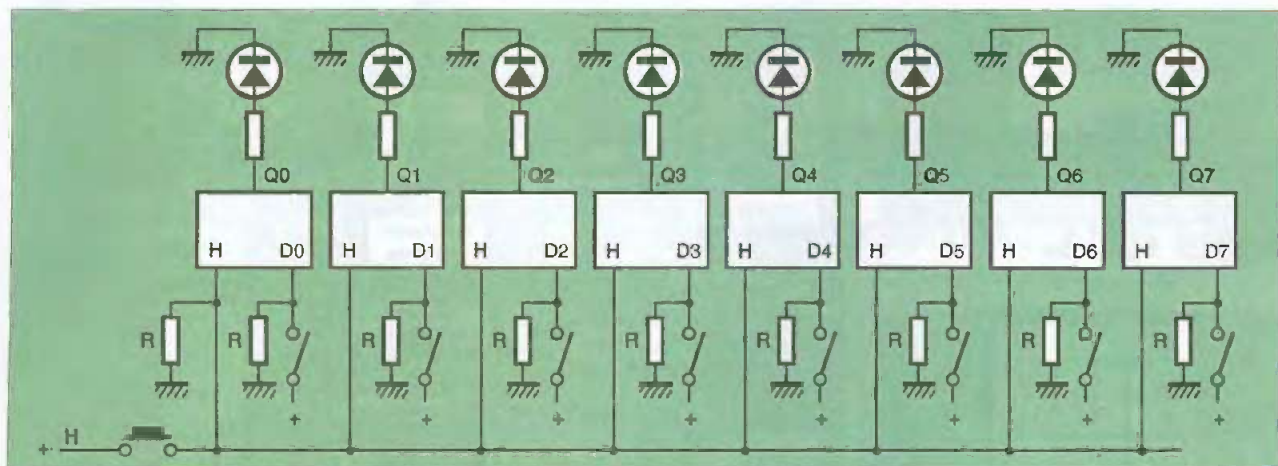 Q0 Q1 Q2 Q3 Q4 Q5 Q6 Q7
H D0 H D1 H D2 H D3 H D4 H D5 H D6 H D7
R R R R R R R R R
+ + + + + + + +
+ H